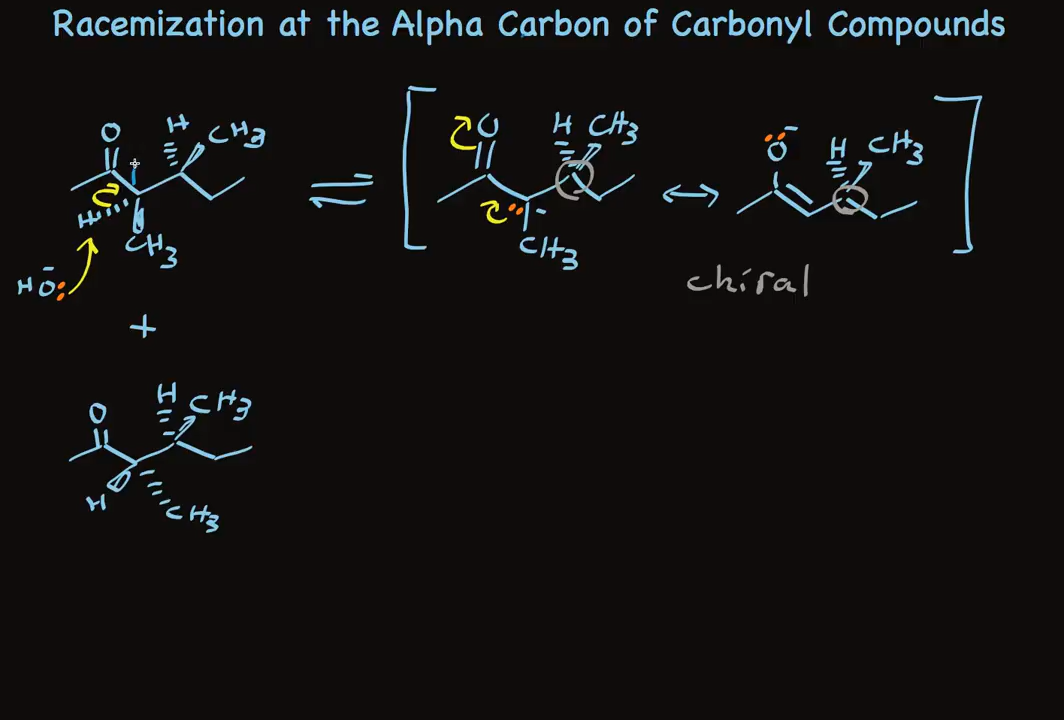 Racemization at the Alpha Carbon of Carbonyl Compounds
O H CH3
H
CH3
HO:⁻
+
O H CH3
H CH3
O H CH3
:⁻
CH3
:O⁻ H CH3
chiral